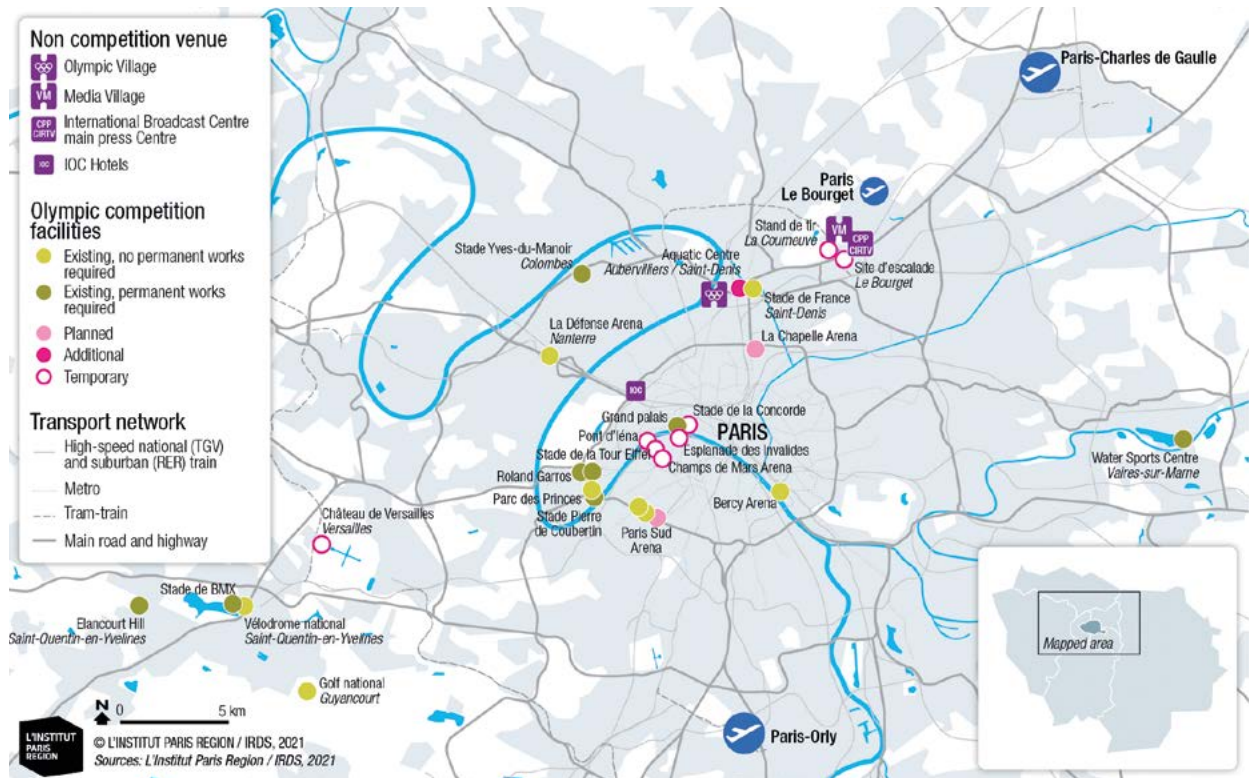 Non competition venue
Olympic Village
VM
Media Village
CPP
CIRTV
International Broadcast Centre
main press Centre
IOC
IOC Hotels
Olympic competition
facilities
Existing, no permanent works
required
Existing, permanent works
required
Planned
Additional
Temporary
Transport network
High-speed national (TGV)
and suburban (RER) train
Metro
Tram-train
Main road and highway
Paris-Charles de Gaulle
Paris
Le Bourget
Stand de tir
La Courneuve
VM
CPP
CIRTV
Site d'escalade
Le Bourget
Stade Yves-du-Manoir
Colombes
Aquatic Centre
Aubervilliers / Saint-Denis
Stade de France
Saint-Denis
La Défense Arena
Nanterre
La Chapelle Arena
IOC
Grand palais
Stade de la Concorde
PARIS
Pont d'Iéna
Esplanade des Invalides
Stade de la Tour Eiffel
Champs de Mars Arena
Roland Garros
Parc des Princes
Stade Pierre
de Coubertin
Paris Sud
Arena
Bercy Arena
Water Sports Centre
Vaires-sur-Marne
Château de Versailles
Versailles
Stade de BMX
Elancourt Hill
Saint-Quentin-en-Yvelines
Vélodrome national
Saint-Quentin-en-Yvelines
Golf national
Guyancourt
Paris-Orly
Mapped area
N
0
5 km
L'INSTITUT
PARIS
REGION
© L'INSTITUT PARIS REGION / IRDS, 2021
Sources: L'Institut Paris Region / IRDS, 2021